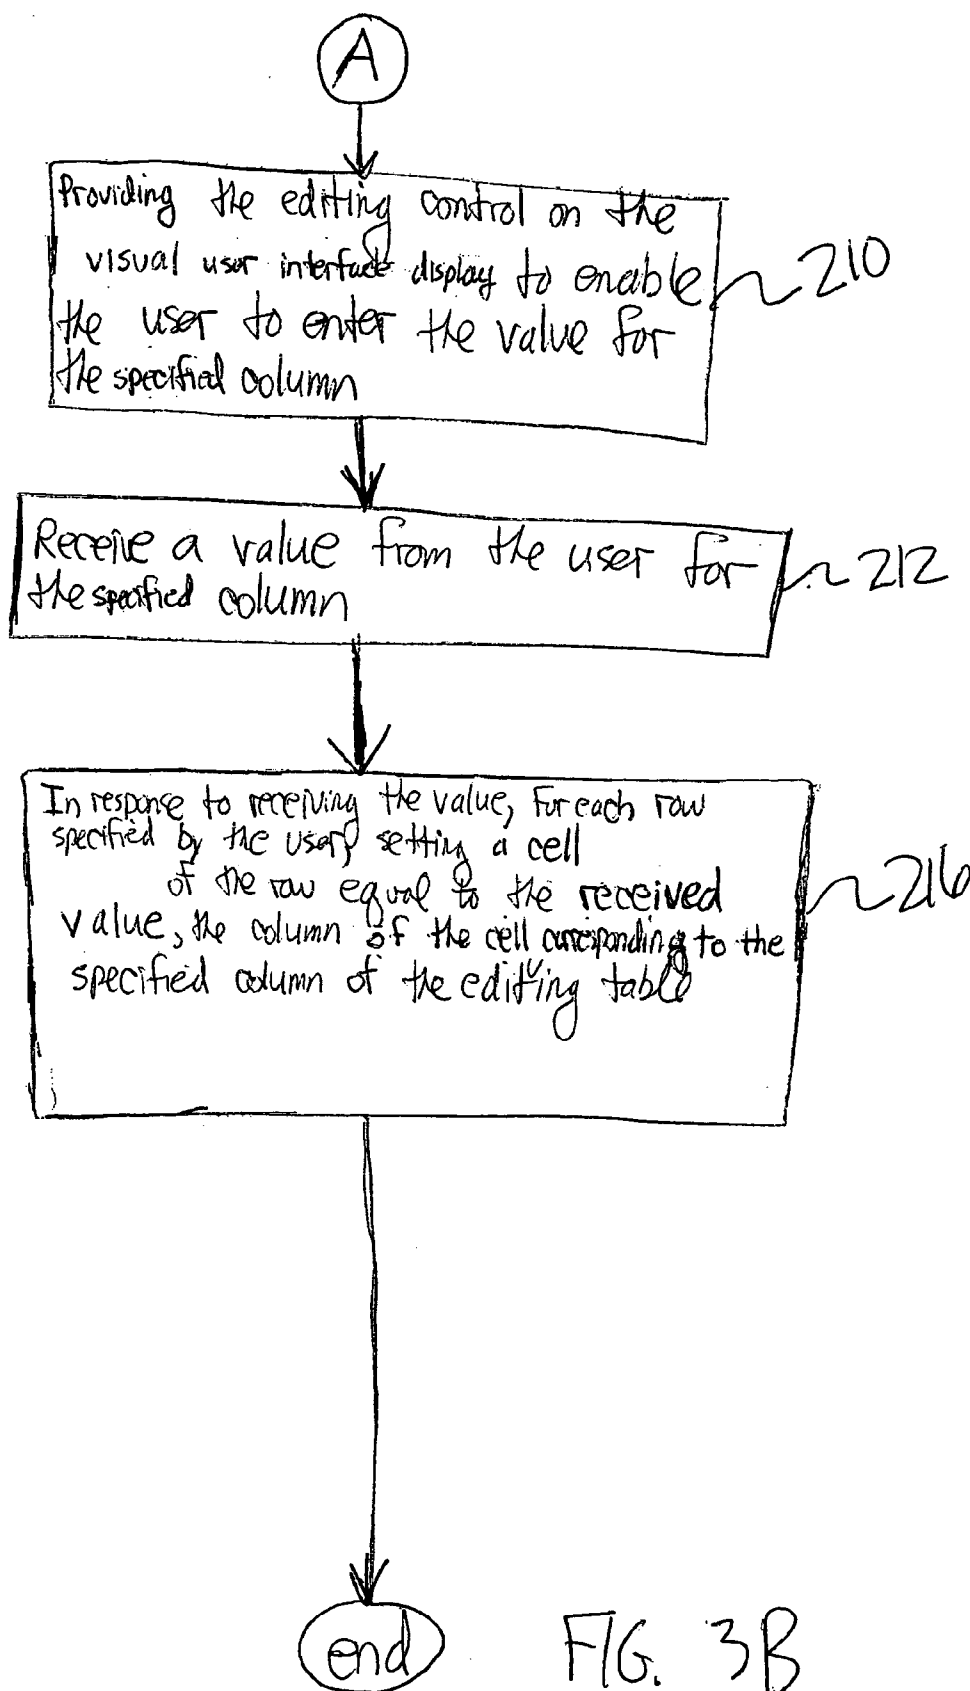 A
Providing the editing control on the
visual user interface display to enable
the user to enter the value for
the specified column
210
Receive a value from the user for
the specified column
212
In response to receiving the value, For each row
specified by the user, setting a cell
of the row equal to the received
value, the column of the cell corresponding to the
specified column of the editing table
216
end
FIG. 3B